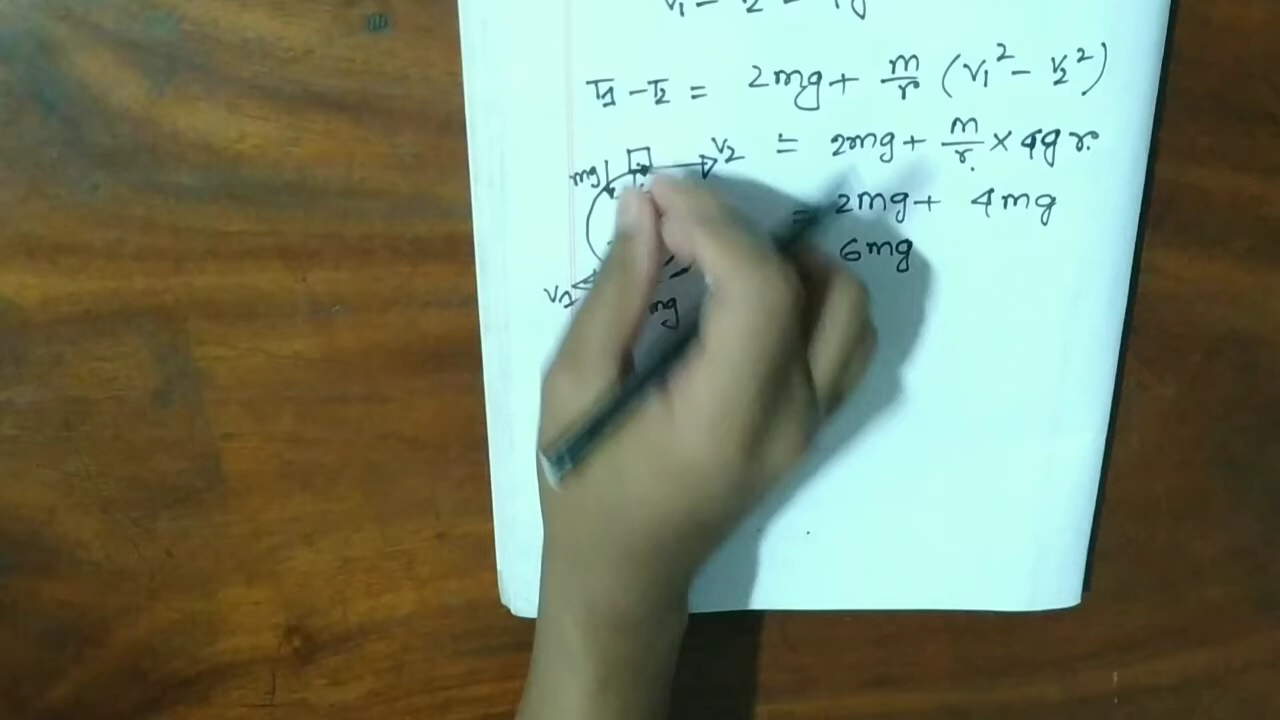 T1 - T2 = 2mg + m/r (v1² - v2²)
= 2mg + m/r × 4gr
= 2mg + 4mg
6mg
v2
mg
v1
mg